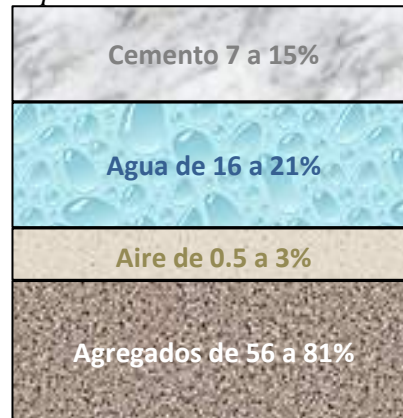 Cemento 7 a 15%
Agua de 16 a 21%
Aire de 0.5 a 3%
Agregados de 56 a 81%